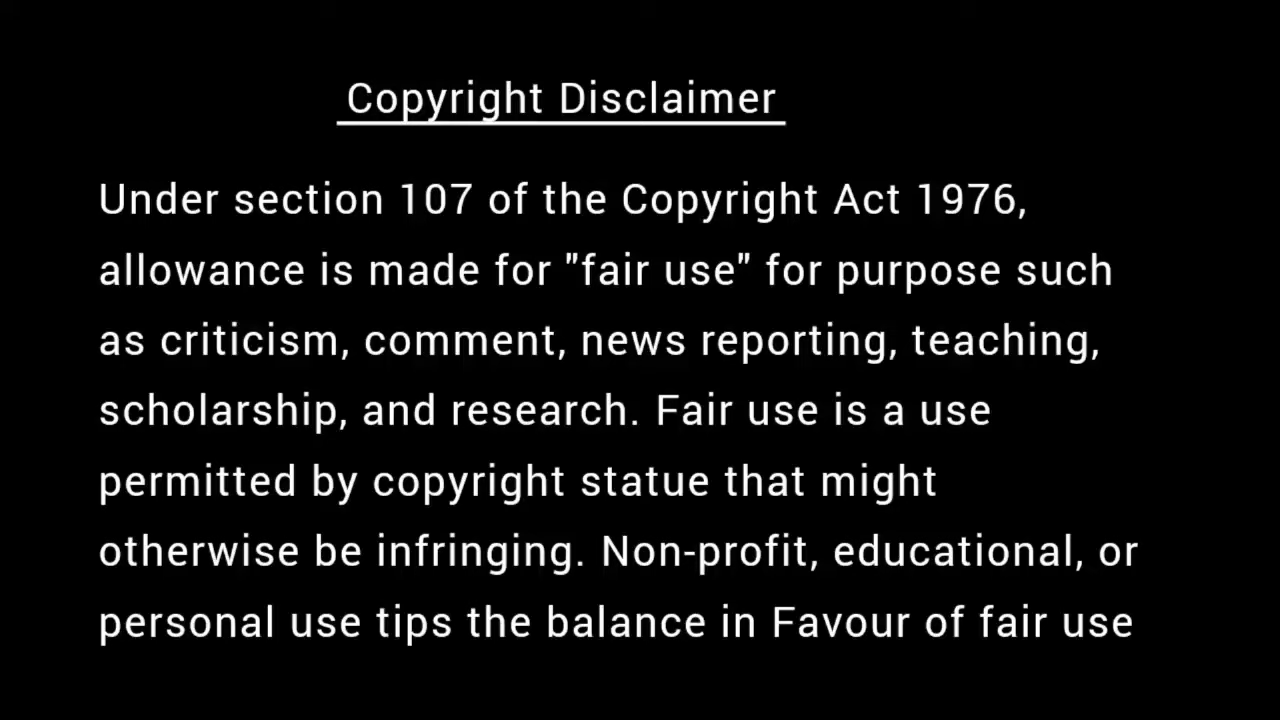 Copyright Disclaimer
Under section 107 of the Copyright Act 1976,
allowance is made for "fair use" for purpose such
as criticism, comment, news reporting, teaching,
scholarship, and research. Fair use is a use
permitted by copyright statue that might
otherwise be infringing. Non-profit, educational, or
personal use tips the balance in Favour of fair use